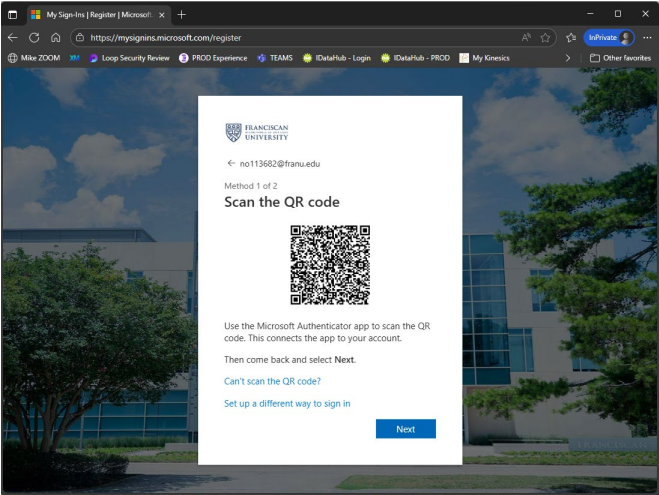 My Sign-Ins | Register | Microsoft
https://mysignins.microsoft.com/register
InPrivate
Mike ZOOM
Loop Security Review
PROD Experience
TEAMS
IDataHub - Login
IDataHub - PROD
My Kinesics
Other favorites
FRANCISCAN
UNIVERSITY
no113682@franu.edu
Method 1 of 2
Scan the QR code
Use the Microsoft Authenticator app to scan the QR
code. This connects the app to your account.
Then come back and select Next.
Can't scan the QR code?
Set up a different way to sign in
Next
FRANCISCAN